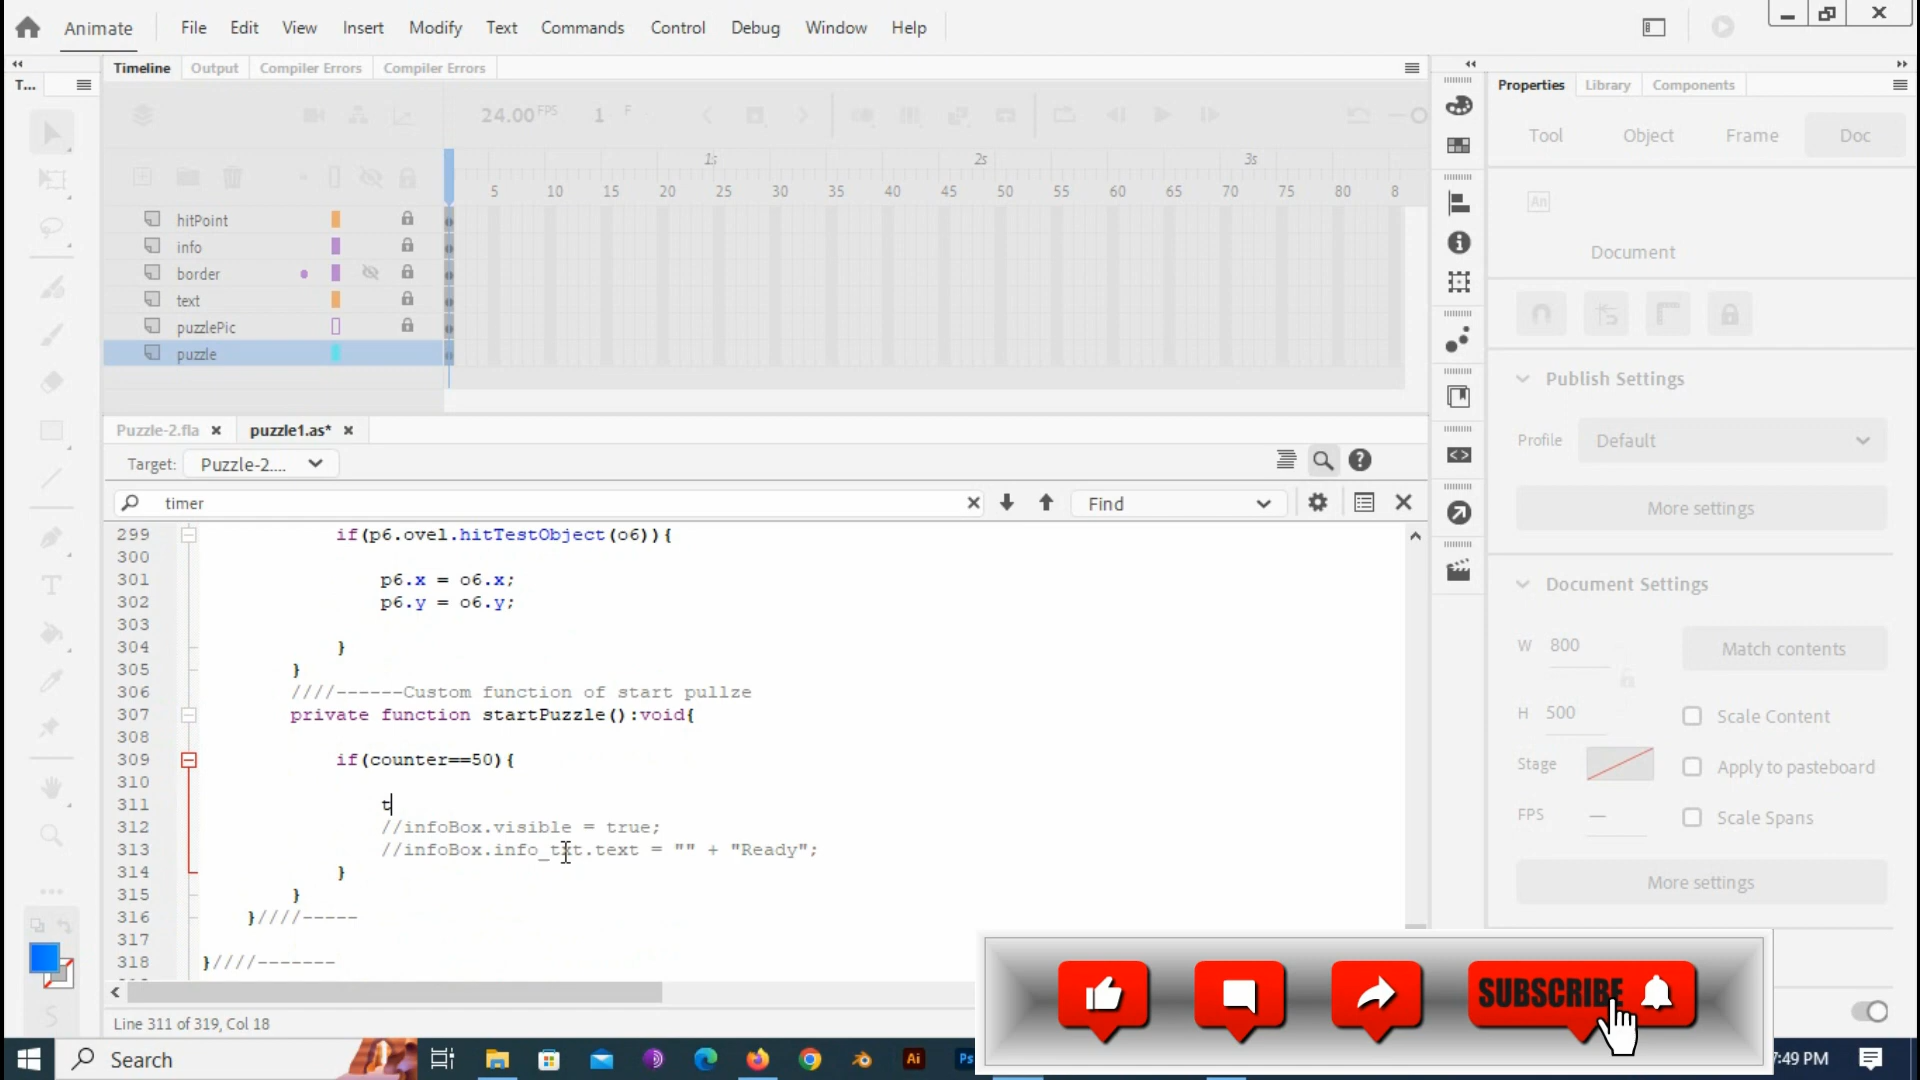 Animate
File Edit View Insert Modify Text Commands Control Debug Window Help
T...
Timeline Output Compiler Errors Compiler Errors
Properties Library Components
24.00 FPS 1 F
Tool Object Frame Doc
1s 2s 3s
5 10 15 20 25 30 35 40 45 50 55 60 65 70 75 80 8
hitPoint
info
border
text
puzzlePic
puzzle
An
Document
Publish Settings
Profile Default
More settings
Document Settings
W 800
Match contents
H 500
Scale Content
Stage
Apply to pasteboard
FPS —
Scale Spans
More settings
Puzzle-2.fla × puzzle1.as* ×
Target: Puzzle-2....
timer
Find
299 if(p6.ovel.hitTestObject(o6)){
300
301 p6.x = o6.x;
302 p6.y = o6.y;
303
304 }
305 }
306 ////------Custom function of start pullze
307 private function startPuzzle():void{
308
309 if(counter==50){
310
311 t
312 //infoBox.visible = true;
313 //infoBox.info_txt.text = "" + "Ready";
314 }
315 }
316 }////-----
317
318 }////-------
Line 311 of 319, Col 18
SUBSCRIBE
Search
Ai
Ps
7:49 PM